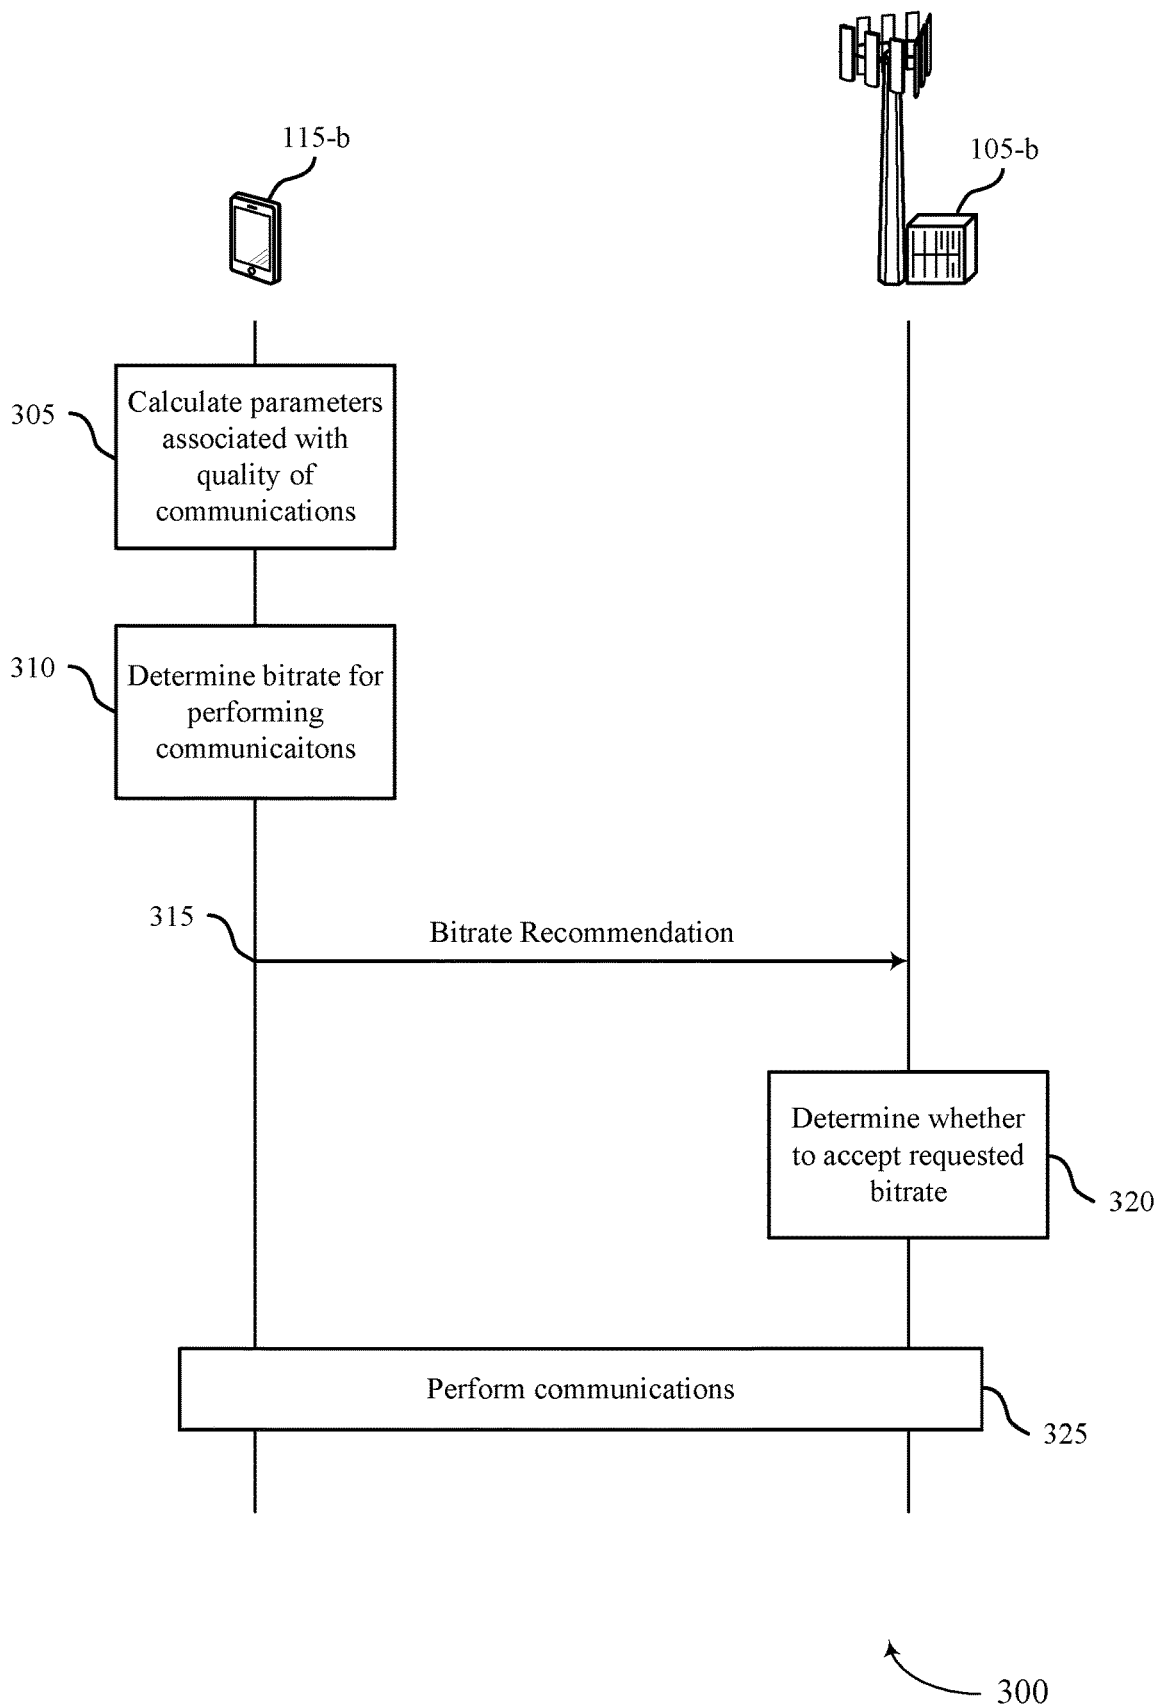 115-b
105-b
305
Calculate parameters
associated with
quality of
communications
310
Determine bitrate for
performing
communicaitons
315
Bitrate Recommendation
Determine whether
to accept requested
bitrate
320
Perform communications
325
300